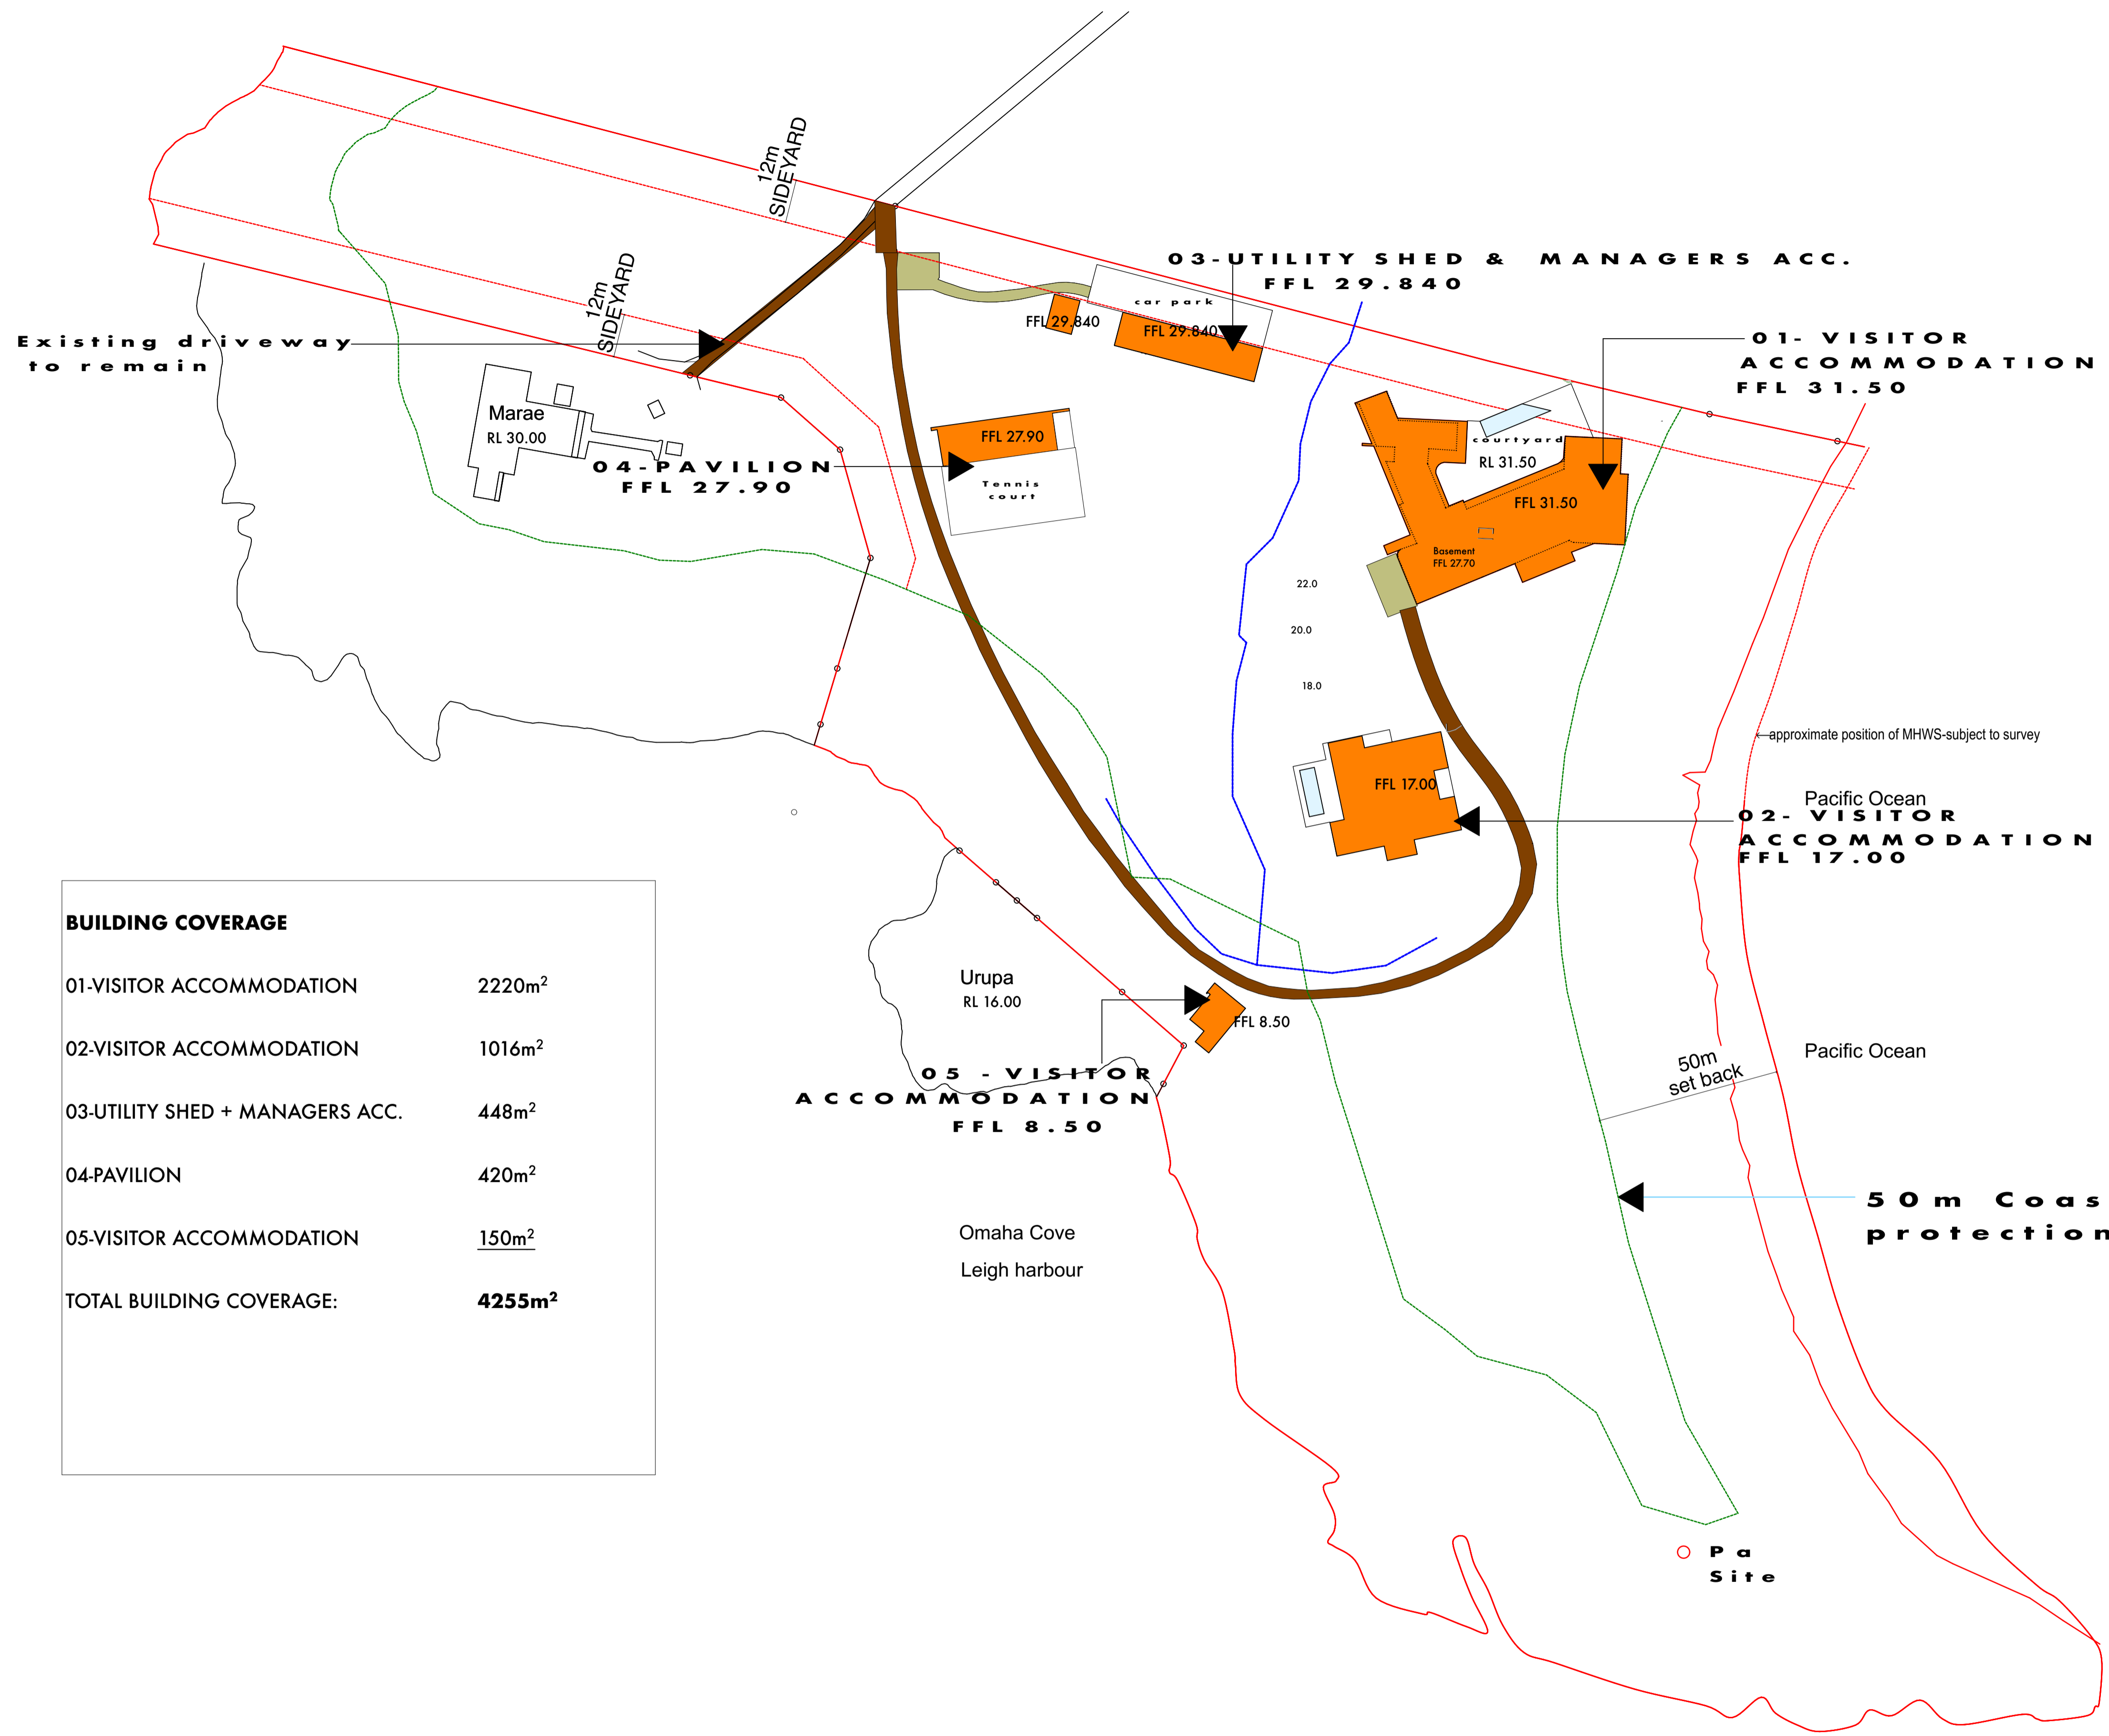 12m
SIDEYARD
12m
SIDEYARD
03-UTILITY SHED & MANAGERS ACC.
FFL 29.840
car park
FFL 29.840
FFL 29.840
Existing driveway
to remain
01- VISITOR
ACCOMMODATION
FFL 31.50
Marae
RL 30.00
04-PAVILION
FFL 27.90
FFL 27.90
Tennis
court
courtyard
RL 31.50
FFL 31.50
Basement
FFL 27.70
22.0
20.0
18.0
approximate position of MHWS-subject to survey
FFL 17.00
Pacific Ocean
02- VISITOR
ACCOMMODATION
FFL 17.00
BUILDING COVERAGE
01-VISITOR ACCOMMODATION 2220m²
02-VISITOR ACCOMMODATION 1016m²
03-UTILITY SHED + MANAGERS ACC. 448m²
04-PAVILION 420m²
05-VISITOR ACCOMMODATION 150m²
TOTAL BUILDING COVERAGE: 4255m²
Urupa
RL 16.00
FFL 8.50
05 -VISITOR
ACCOMMODATION
FFL 8.50
Pacific Ocean
50m
set back
50m Coas
protection
Omaha Cove
Leigh harbour
Pa
Site